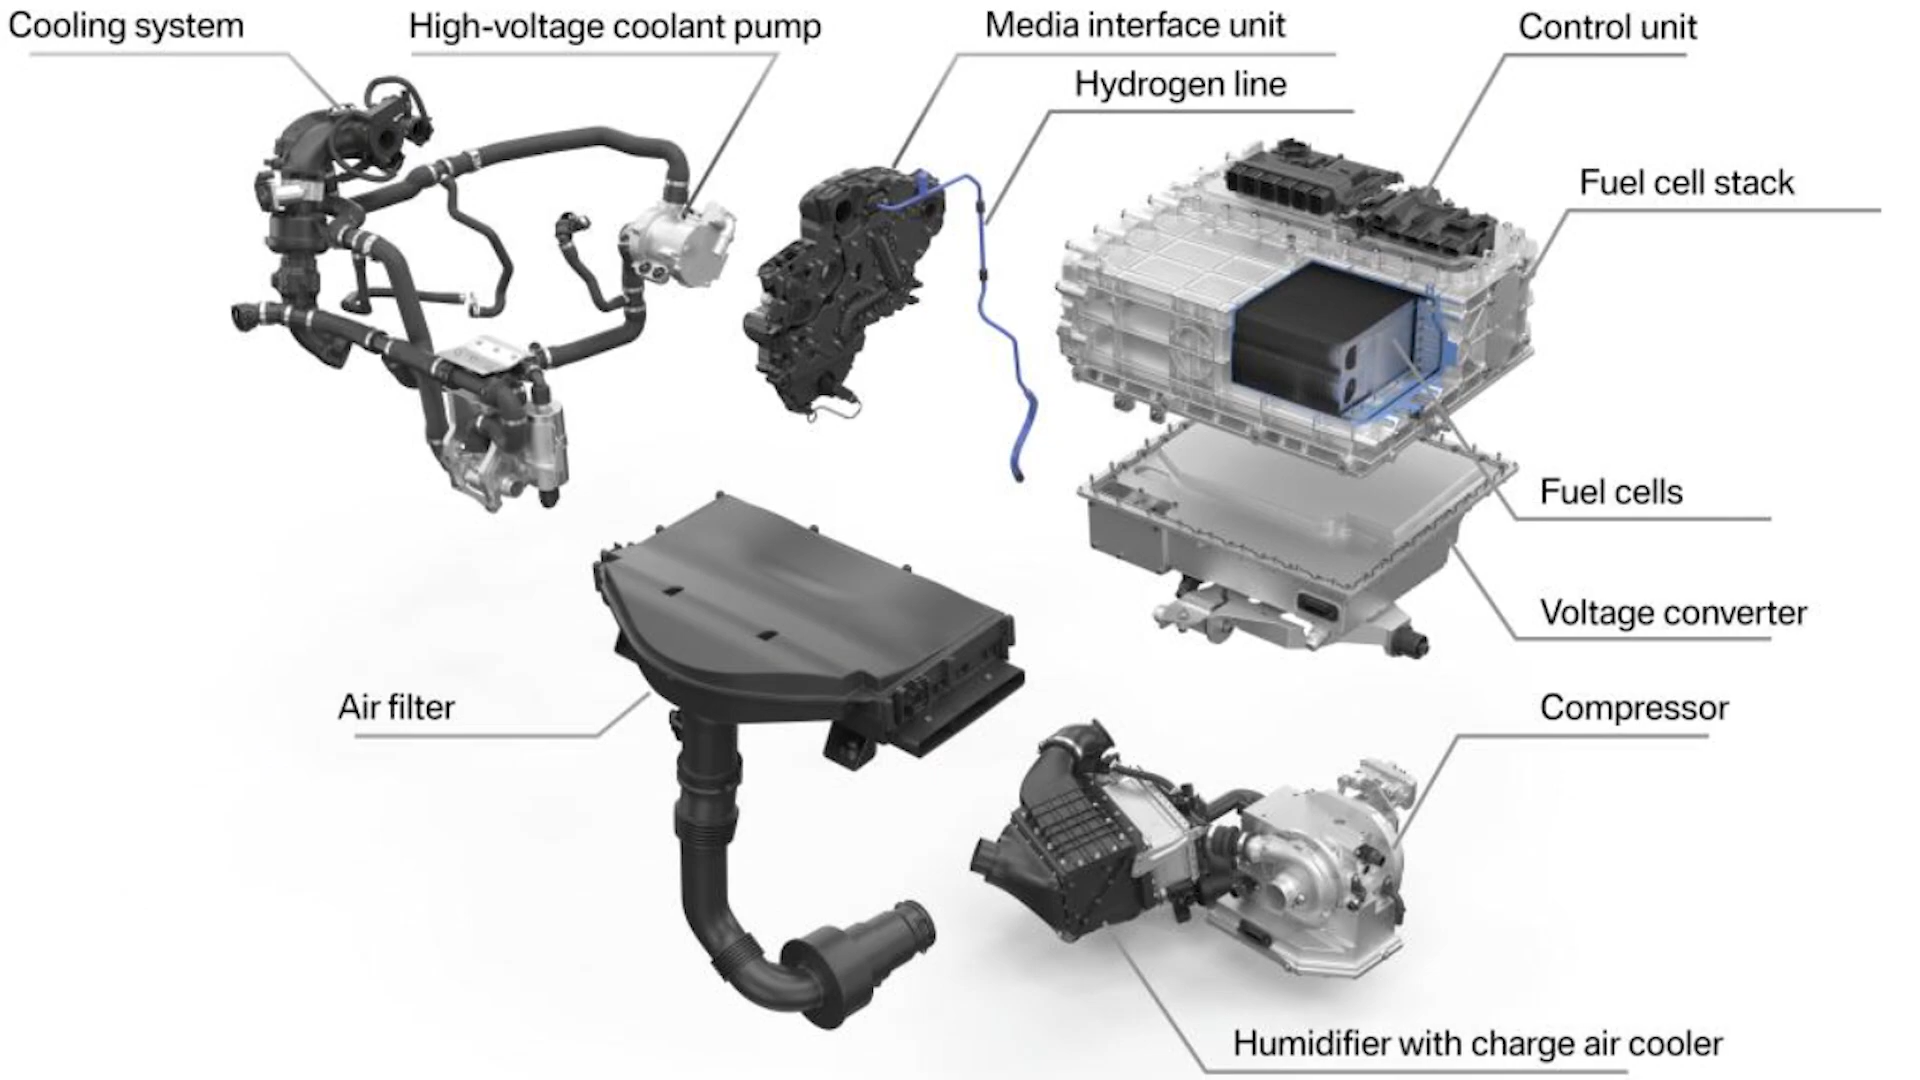 Cooling system
High-voltage coolant pump
Media interface unit
Control unit
Hydrogen line
Fuel cell stack
Fuel cells
Voltage converter
Air filter
Compressor
Humidifier with charge air cooler